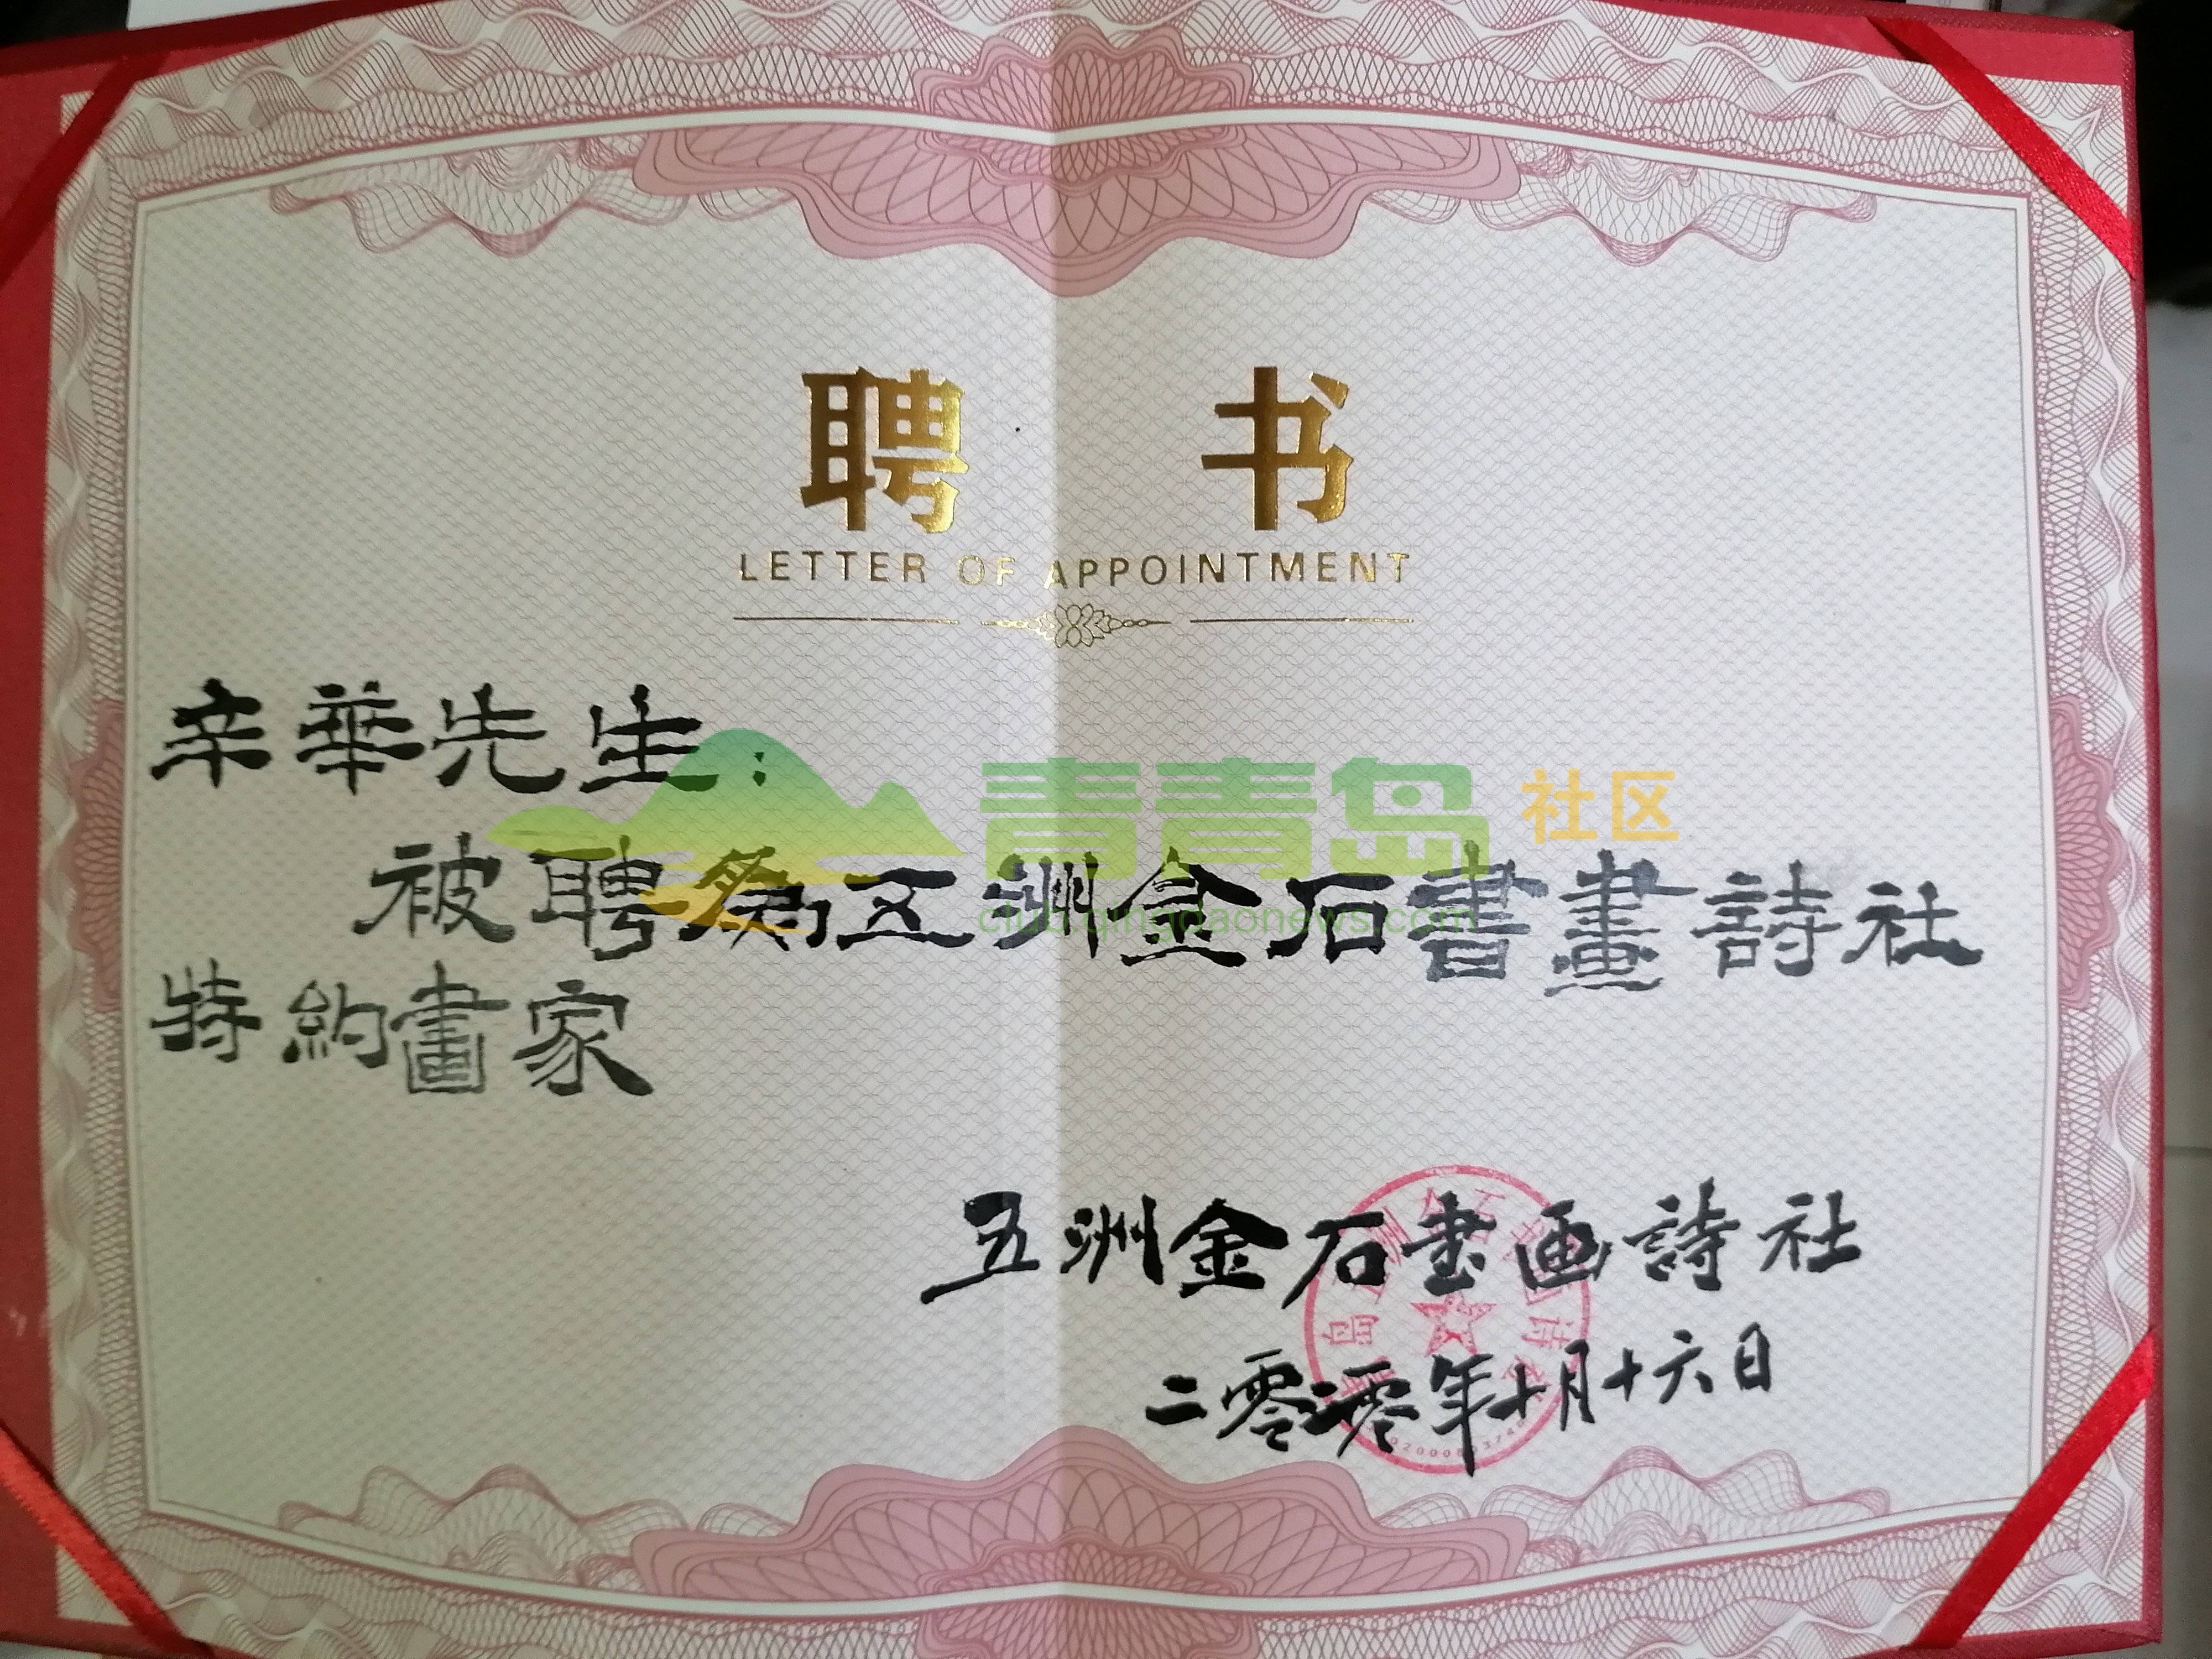 聘 书
LETTER OF APPOINTMENT
辛華先生：
青青岛 社区
club.qingdaonews.com
被聘為五洲金石書畫詩社
特約畫家
五洲金石书画詩社
二零二零年十月十六日